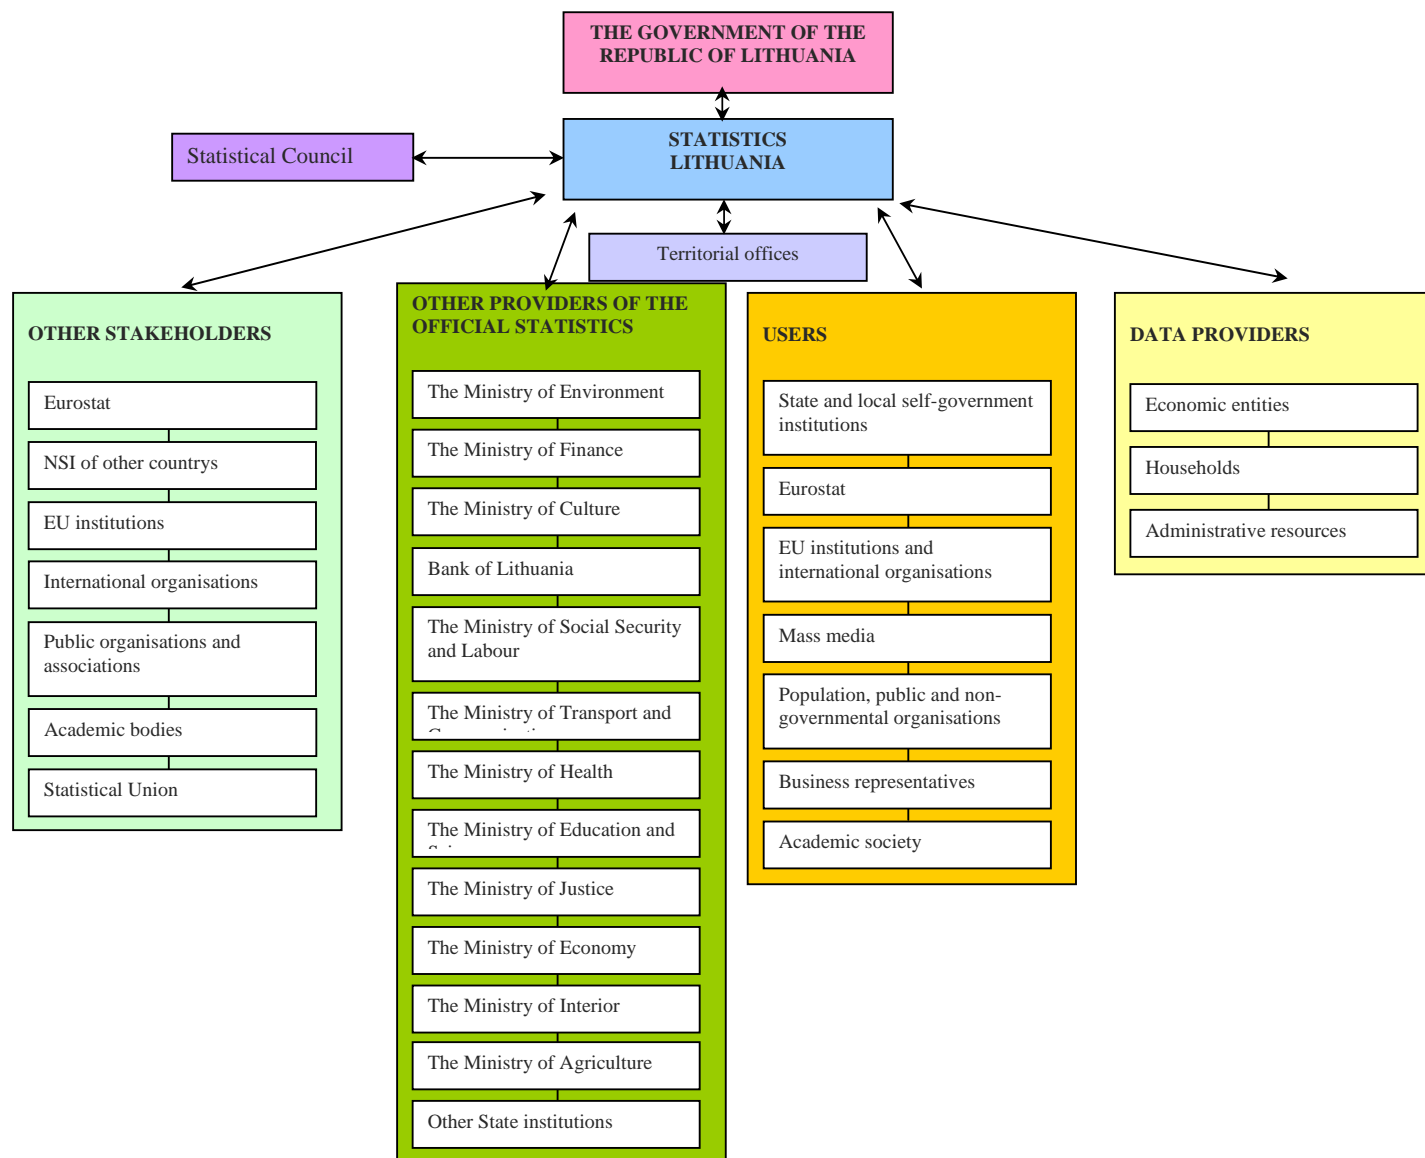 THE GOVERNMENT OF THE
REPUBLIC OF LITHUANIA
STATISTICS
LITHUANIA
Statistical Council
Territorial offices
OTHER STAKEHOLDERS
Eurostat
NSI of other countrys
EU institutions
International organisations
Public organisations and
associations
Academic bodies
Statistical Union
OTHER PROVIDERS OF THE
OFFICIAL STATISTICS
The Ministry of Environment
The Ministry of Finance
The Ministry of Culture
Bank of Lithuania
The Ministry of Social Security
and Labour
The Ministry of Transport and
The Ministry of Health
The Ministry of Education and
The Ministry of Justice
The Ministry of Economy
The Ministry of Interior
The Ministry of Agriculture
Other State institutions
USERS
State and local self-government
institutions
Eurostat
EU institutions and
international organisations
Mass media
Population, public and non-
governmental organisations
Business representatives
Academic society
DATA PROVIDERS
Economic entities
Households
Administrative resources